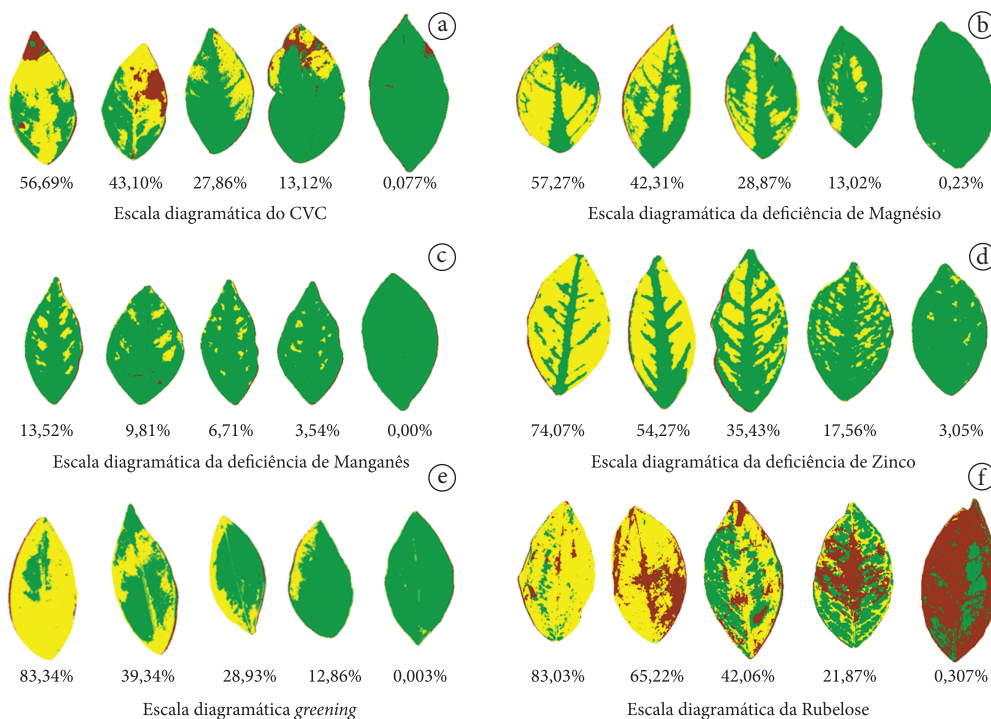 a
56,69% 43,10% 27,86% 13,12% 0,077%
Escala diagramática do CVC
b
57,27% 42,31% 28,87% 13,02% 0,23%
Escala diagramática da deficiência de Magnésio
c
13,52% 9,81% 6,71% 3,54% 0,00%
Escala diagramática da deficiência de Manganês
d
74,07% 54,27% 35,43% 17,56% 3,05%
Escala diagramática da deficiência de Zinco
e
83,34% 39,34% 28,93% 12,86% 0,003%
Escala diagramática greening
f
83,03% 65,22% 42,06% 21,87% 0,307%
Escala diagramática da Rubelose